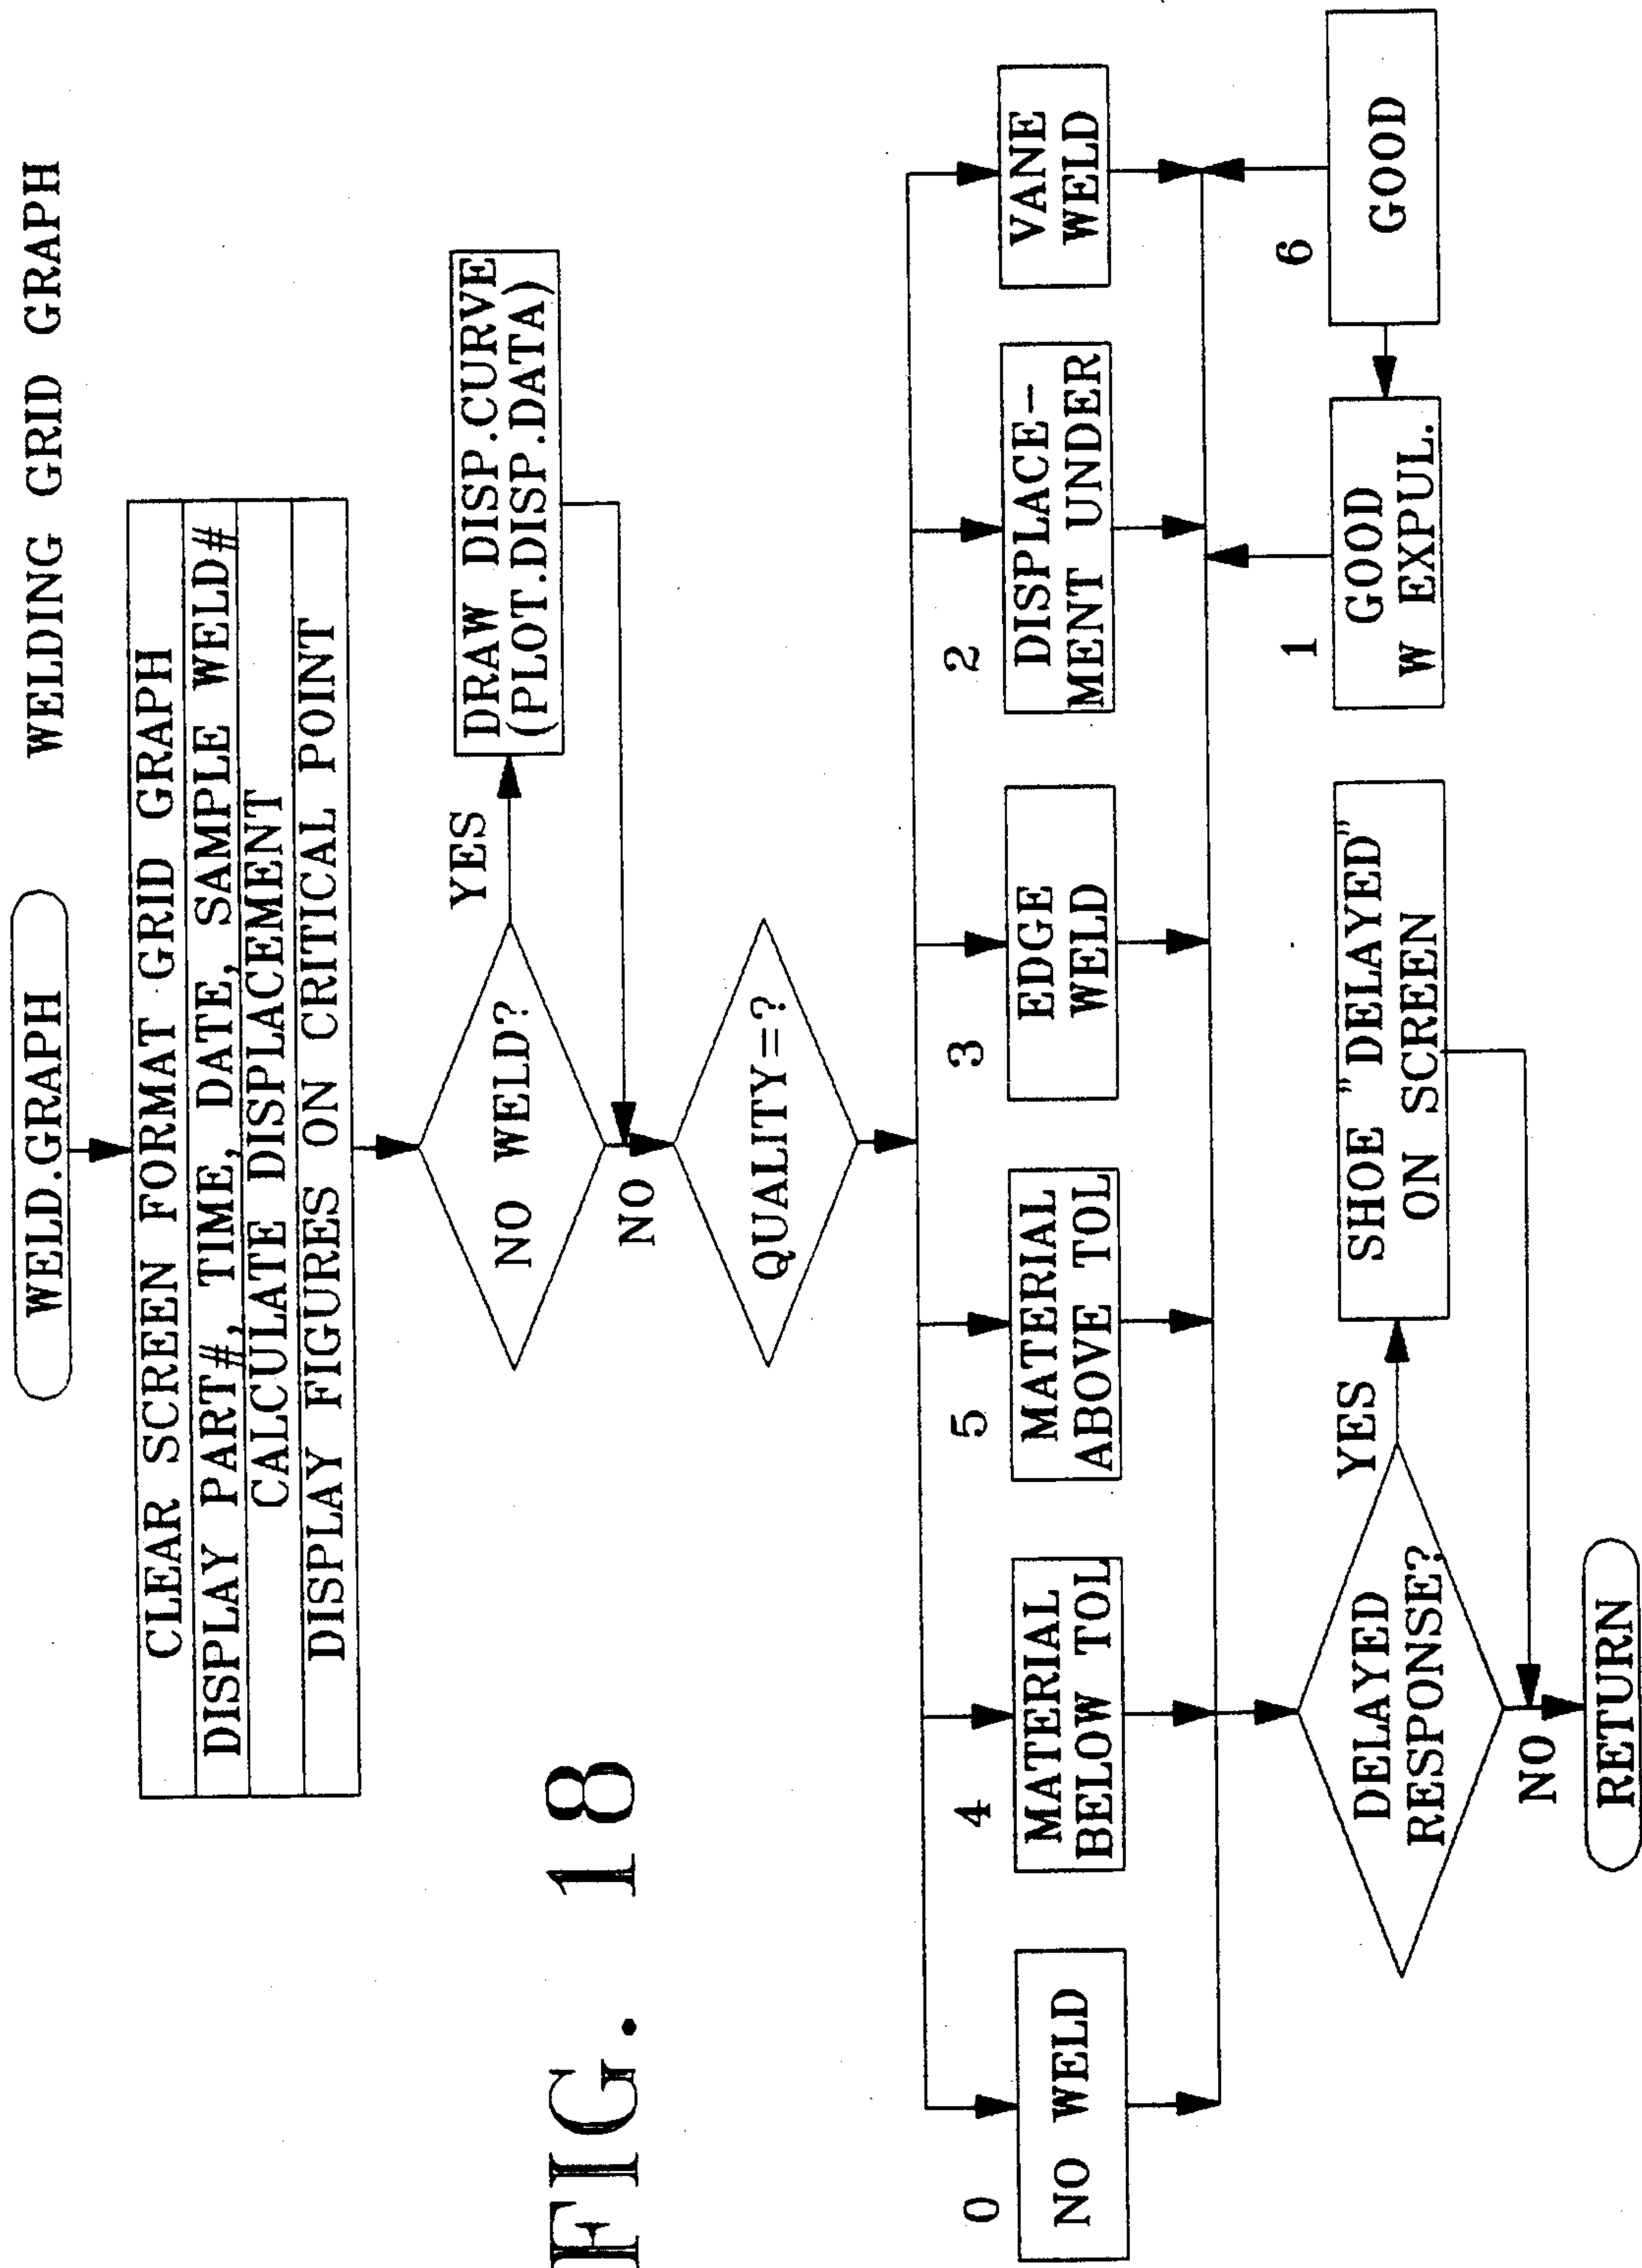 WELD.GRAPH
WELDING GRID GRAPH
CLEAR SCREEN FORMAT GRID GRAPH
DISPLAY PART#, TIME, DATE, SAMPLE WELD#
CALCULATE DISPLACEMENT
DISPLAY FIGURES ON CRITICAL POINT
NO WELD?
YES
DRAW DISP.CURVE
(PLOT.DISP.DATA)
NO
FIG. 18
QUALITY=?
0
NO WELD
4
MATERIAL
BELOW TOL
5
MATERIAL
ABOVE TOL
3
EDGE
WELD
2
DISPLACE-
MENT UNDER
VANE
WELD
DELAYED
RESPONSE?
YES
SHOE "DELAYED"
ON SCREEN
1
GOOD
W EXPUL.
6
GOOD
NO
RETURN